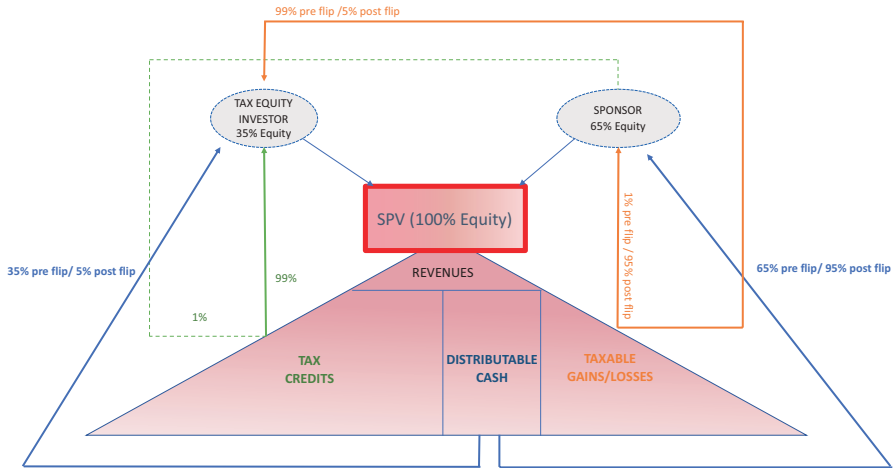 99% pre flip /5% post flip
TAX EQUITY
INVESTOR
35% Equity
SPONSOR
65% Equity
SPV (100% Equity)
1% pre flip / 95% post flip
35% pre flip/ 5% post flip
99%
REVENUES
65% pre flip/ 95% post flip
1%
TAX
CREDITS
DISTRIBUTABLE
CASH
TAXABLE
GAINS/LOSSES